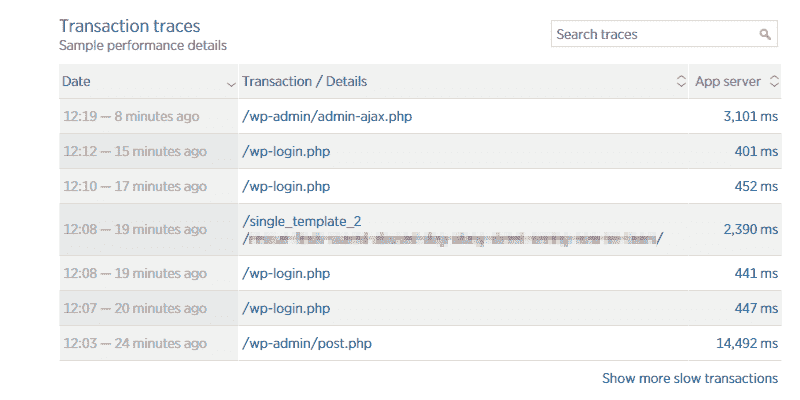 Transaction traces
Sample performance details
Search traces
Date Transaction / Details App server
12:19 — 8 minutes ago /wp-admin/admin-ajax.php 3,101 ms
12:12 — 15 minutes ago /wp-login.php 401 ms
12:10 — 17 minutes ago /wp-login.php 452 ms
12:08 — 19 minutes ago /single_template_2 2,390 ms
/ /
12:08 — 19 minutes ago /wp-login.php 441 ms
12:07 — 20 minutes ago /wp-login.php 447 ms
12:03 — 24 minutes ago /wp-admin/post.php 14,492 ms
Show more slow transactions